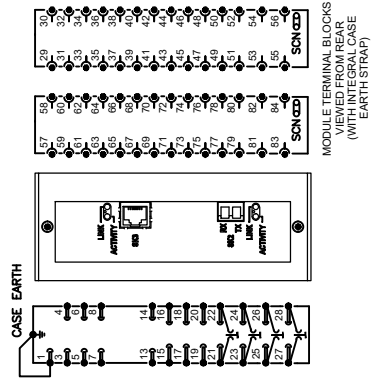 CASE EARTH
1
3 4
5 6
7 8
13 14
15 16
17 18
19 20
21 22
23 24
25 26
27 28
LINK
ACTIVITY
SK3
RX
SK2
TX
LINK
ACTIVITY
57 58
59 60
61 62
63 64
65 66
67 68
69 70
71 72
73 74
75 76
77 78
79 80
81 82
83 84
SCN
29 30
31 32
33 34
35 36
37 38
39 40
41 42
43 44
45 46
47 48
49 50
51 52
53 54
55 56
SCN
MODULE TERMINAL BLOCKS
VIEWED FROM REAR
(WITH INTEGRAL CASE
EARTH STRAP)